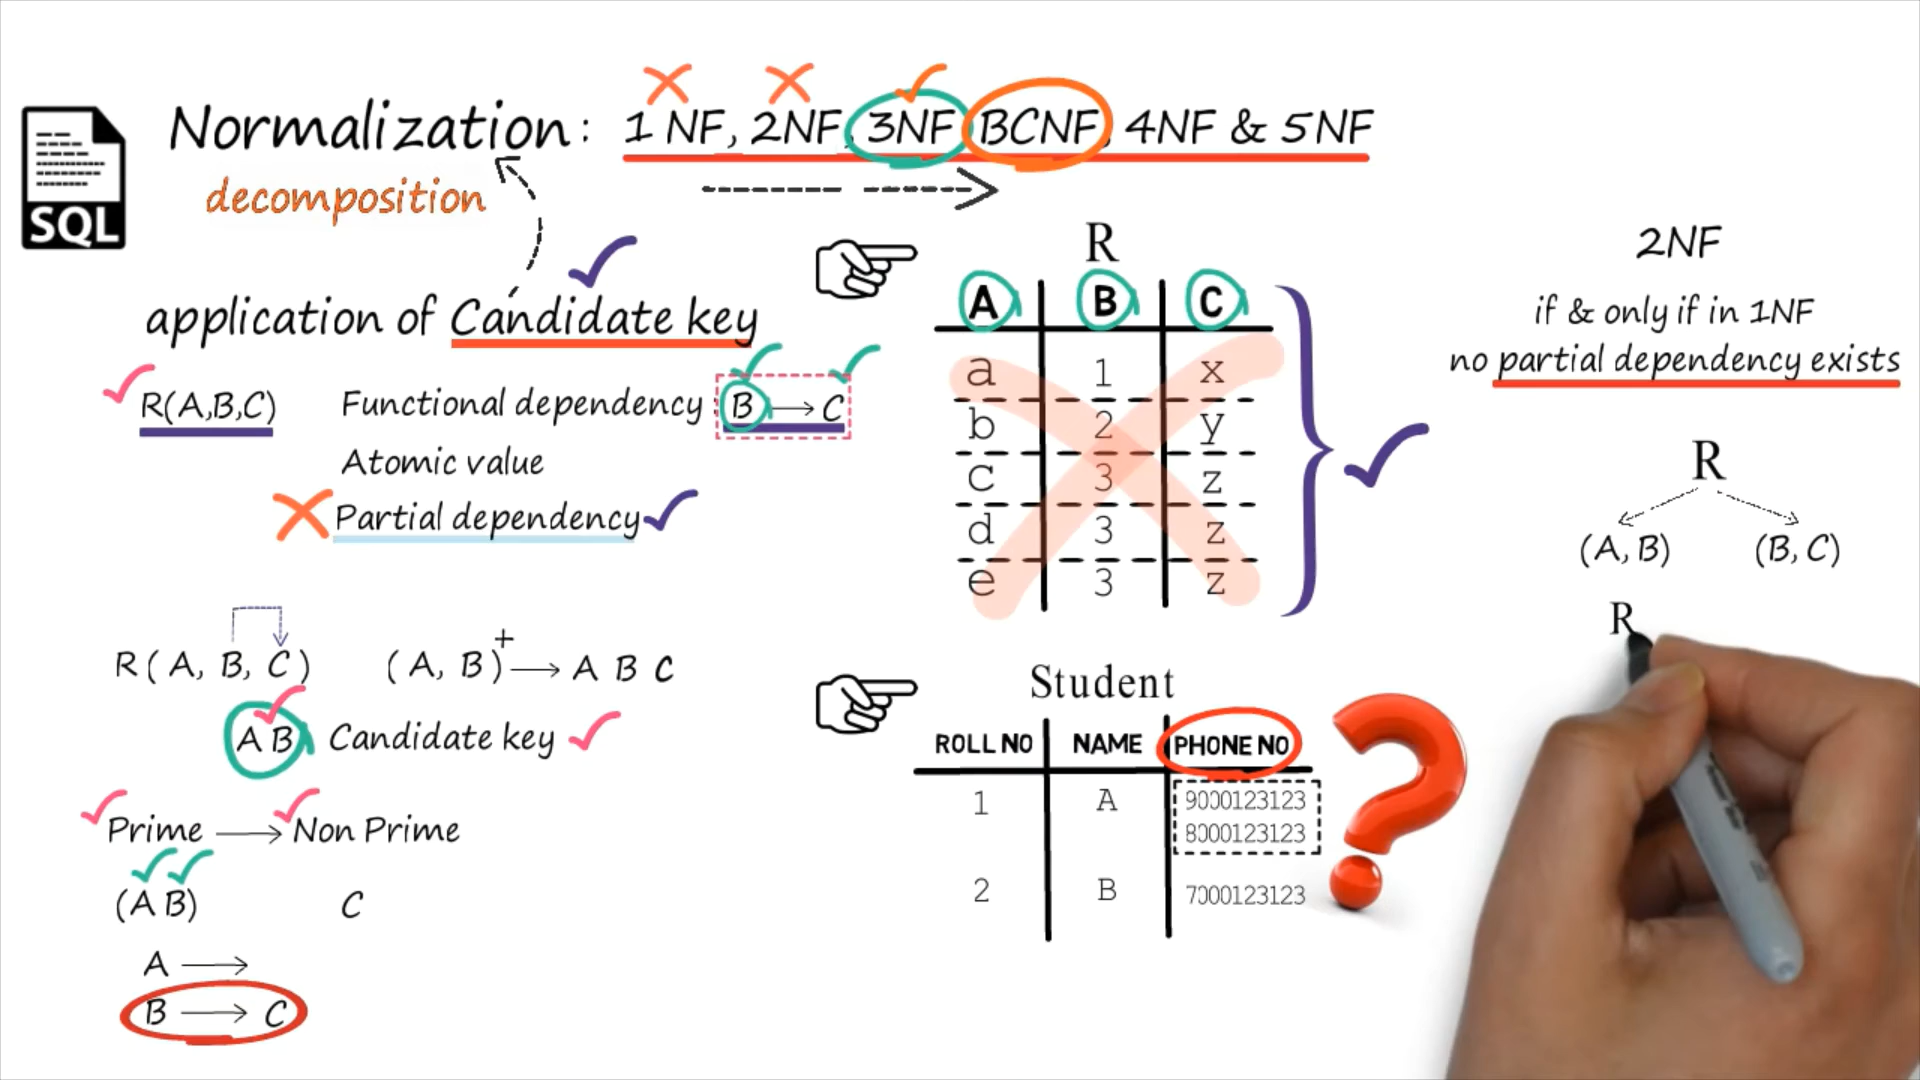 Normalization: 1 NF, 2NF, 3NF BCNF, 4NF & 5NF
decomposition
SQL
application of Candidate key
R(A,B,C)
Functional dependency : B → C
Atomic value
Partial dependency
R ( A, B, C )
( A, B )+ → A B C
A B Candidate key
Prime → Non Prime
(A B) C
A →
B → C
R
A B C
a 1 x
b 2 y
c 3 z
d 3 z
e 3 z
Student
ROLL NO NAME PHONE NO
1 A 9000123123
8000123123
2 B 7000123123
?
2NF
if & only if in 1NF
no partial dependency exists
R
(A, B) (B, C)
R